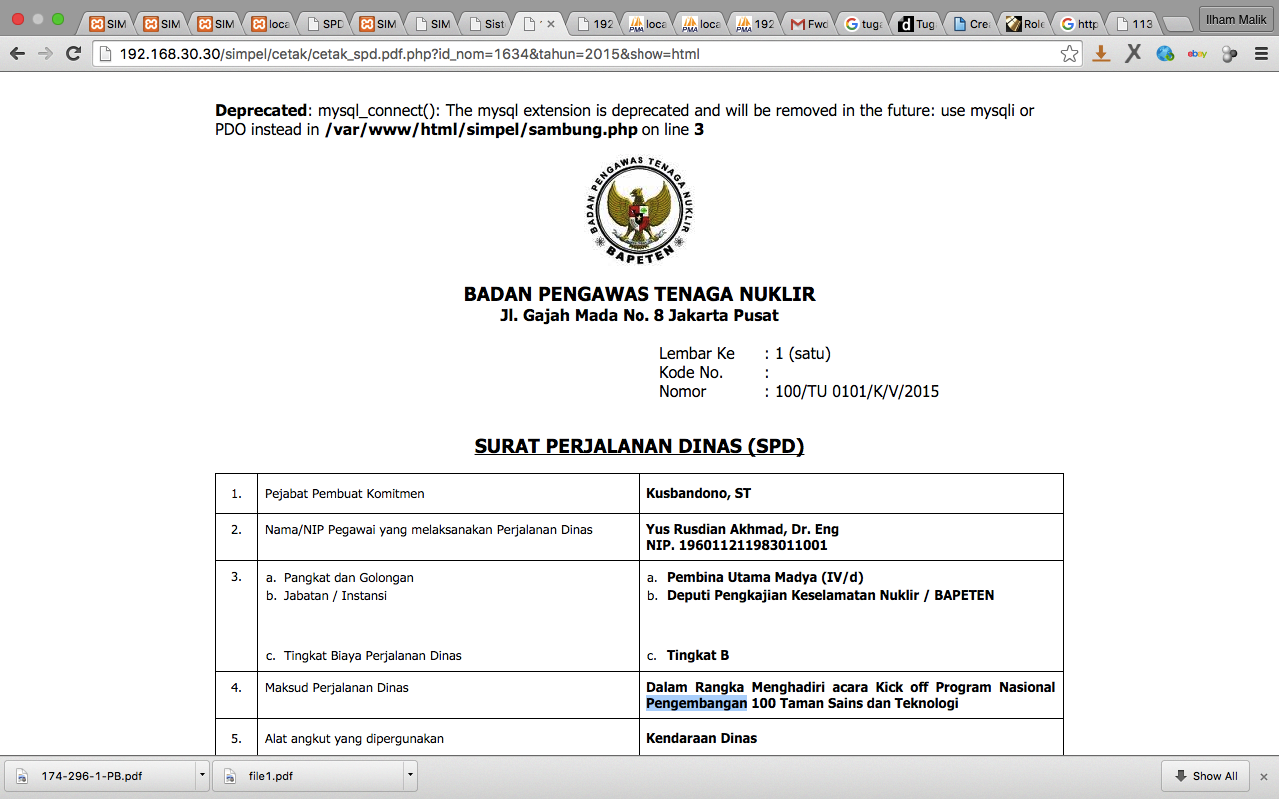 SIM
SIM
SIM
loca
SPD
SIM
SIM
Sist
192
loca
loca
192
Fwd
tuga
Tug
Crea
Role
http
113
Ilham Malik
192.168.30.30/simpel/cetak/cetak_spd.pdf.php?id_nom=1634&tahun=2015&show=html
ebay
Deprecated: mysql_connect(): The mysql extension is deprecated and will be removed in the future: use mysqli or
PDO instead in /var/www/html/simpel/sambung.php on line 3
BADAN PENGAWAS TENAGA NUKLIR
BAPETEN
BADAN PENGAWAS TENAGA NUKLIR
Jl. Gajah Mada No. 8 Jakarta Pusat
Lembar Ke : 1 (satu)
Kode No. :
Nomor : 100/TU 0101/K/V/2015
SURAT PERJALANAN DINAS (SPD)
1. Pejabat Pembuat Komitmen Kusbandono, ST
2. Nama/NIP Pegawai yang melaksanakan Perjalanan Dinas Yus Rusdian Akhmad, Dr. Eng
NIP. 196011211983011001
3. a. Pangkat dan Golongan a. Pembina Utama Madya (IV/d)
b. Jabatan / Instansi b. Deputi Pengkajian Keselamatan Nuklir / BAPETEN
c. Tingkat Biaya Perjalanan Dinas c. Tingkat B
4. Maksud Perjalanan Dinas Dalam Rangka Menghadiri acara Kick off Program Nasional
Pengembangan 100 Taman Sains dan Teknologi
5. Alat angkut yang dipergunakan Kendaraan Dinas
174-296-1-PB.pdf
file1.pdf
Show All